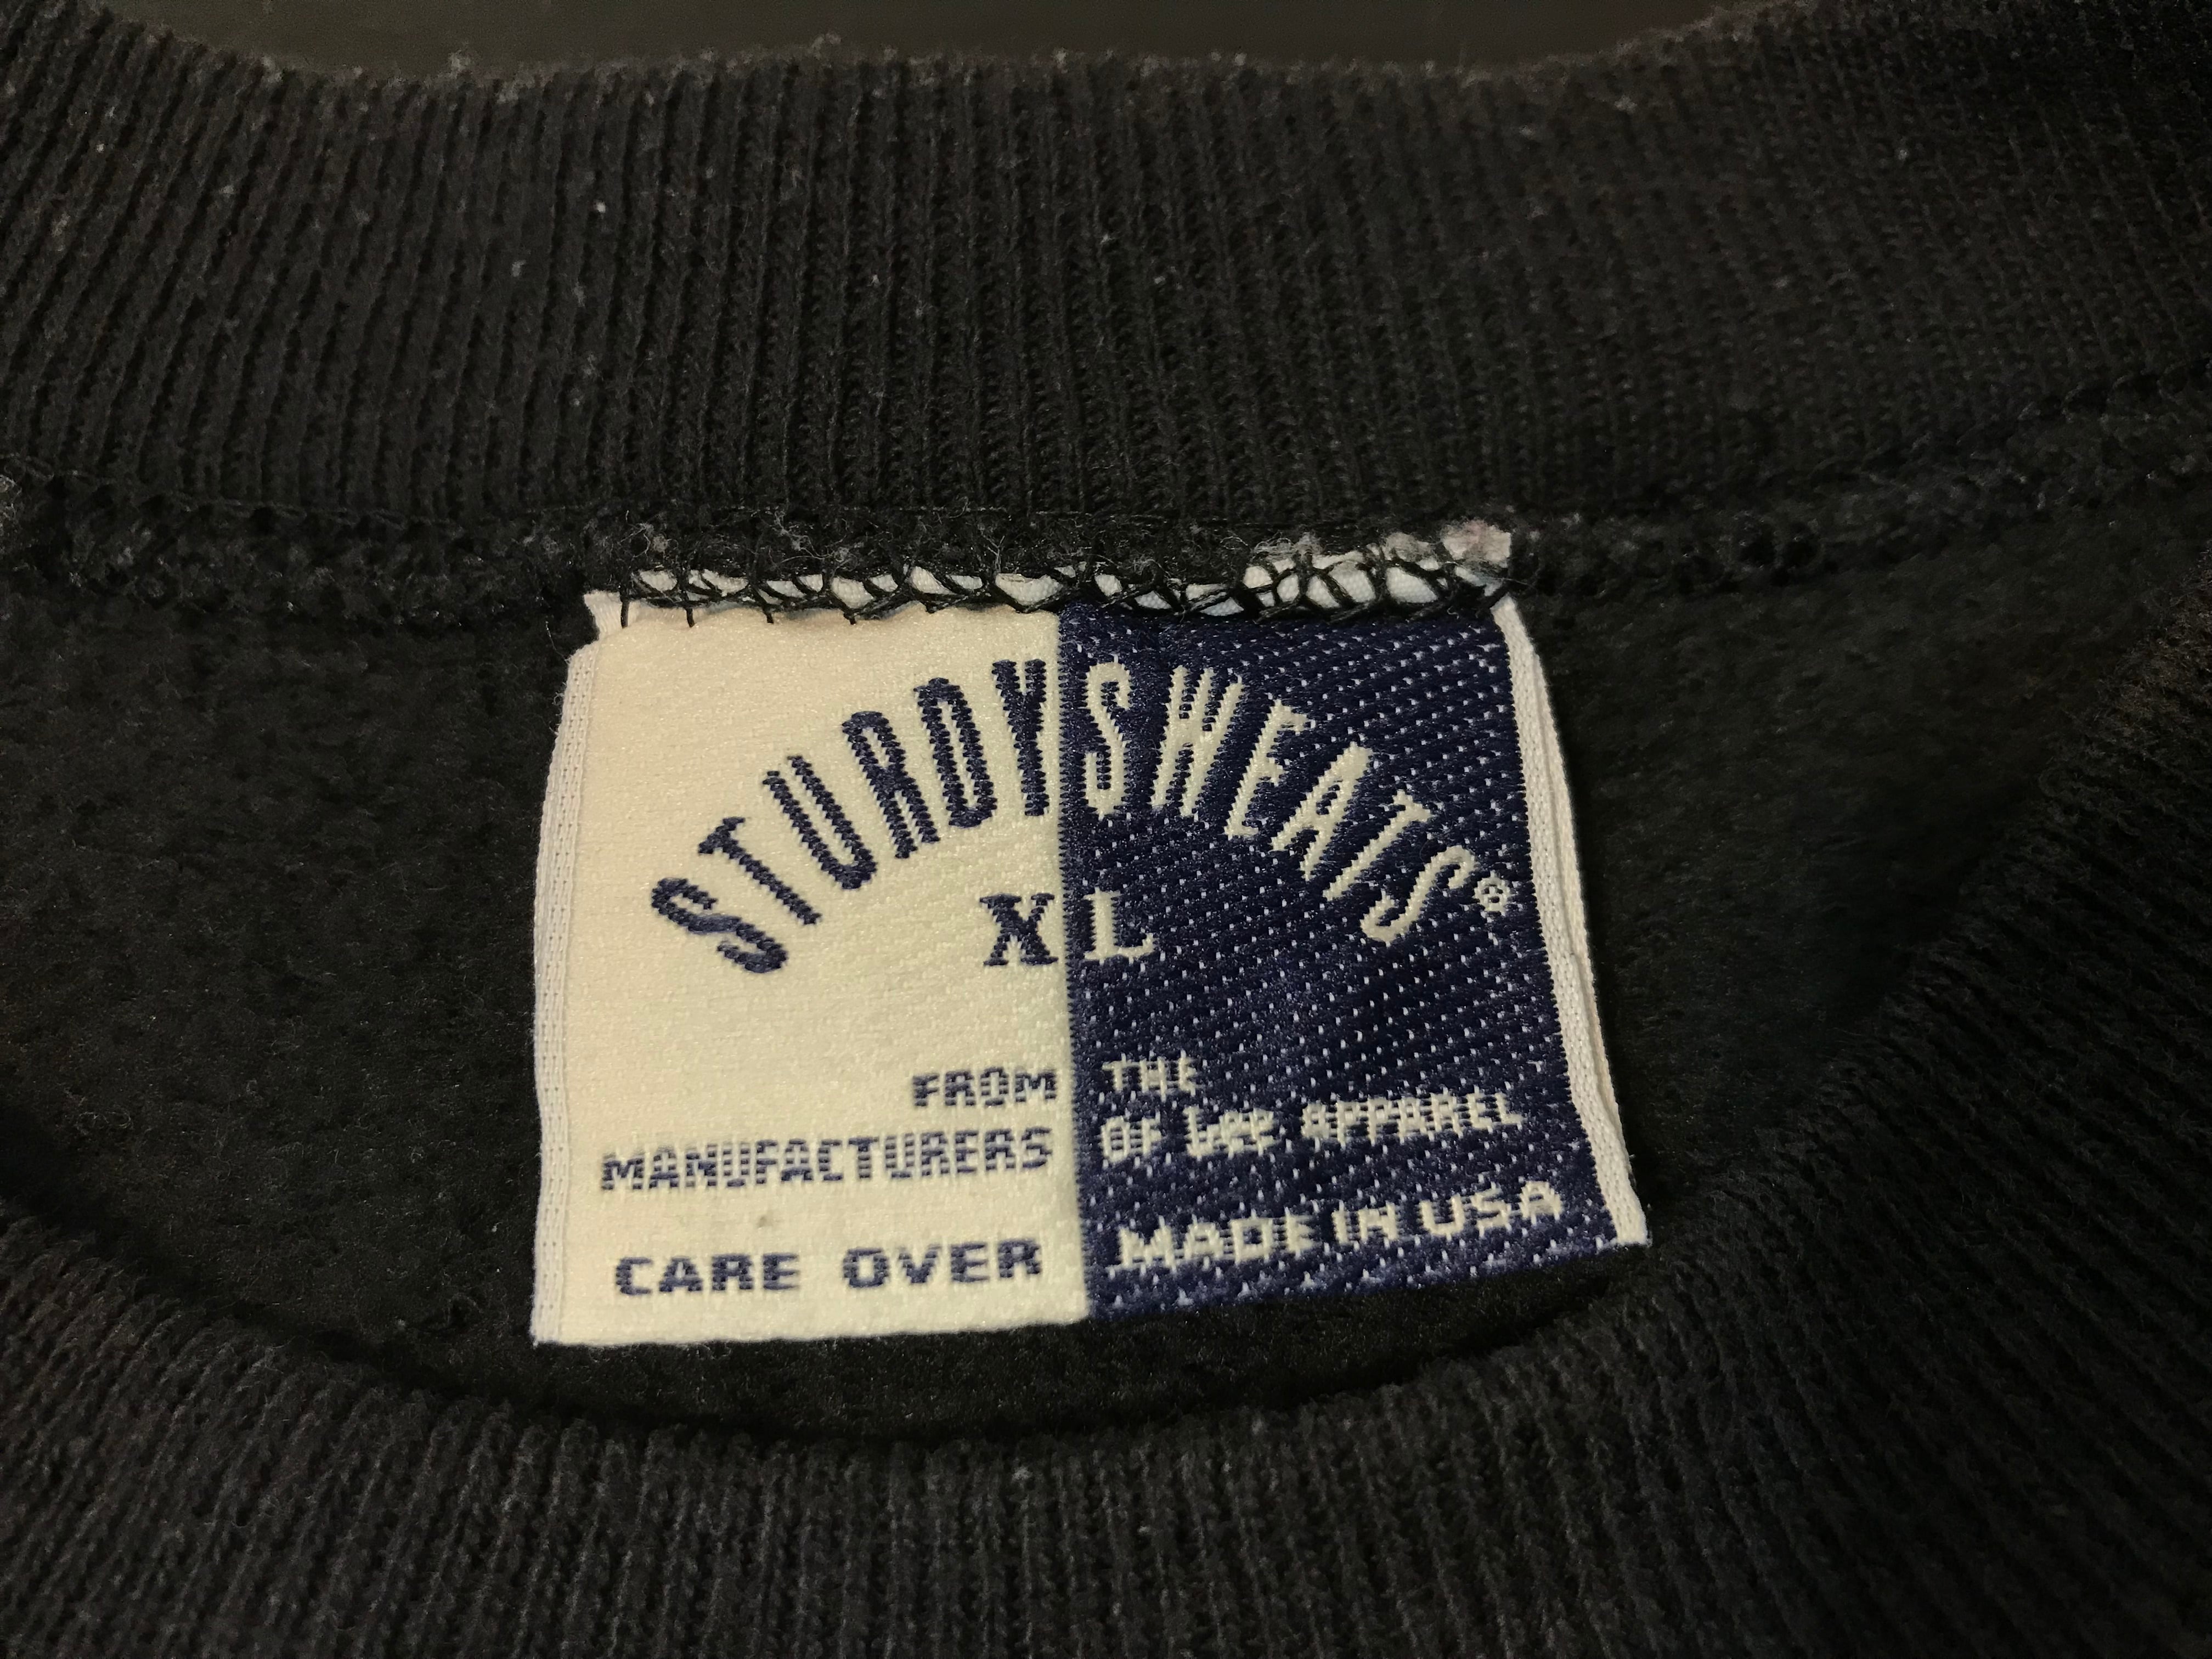 STURDYSWEATS®
XL
FROM THE
MANUFACTURERS OF Lee APPAREL
CARE OVER MADE IN USA